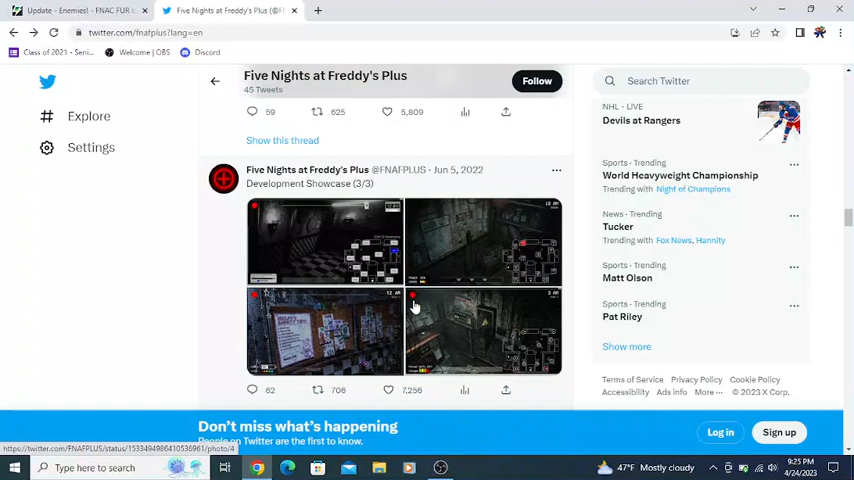 Update - Enemies! - FNAC FUR b
Five Nights at Freddy's Plus (@F
twitter.com/fnafplus?lang=en
Class of 2021 - Seni...
Welcome | OBS
Discord
Explore
Settings
Five Nights at Freddy's Plus
45 Tweets
Follow
59
625
5,809
Show this thread
Five Nights at Freddy's Plus @FNAFPLUS · Jun 5, 2022
Development Showcase (3/3)
62
706
7,256
Search Twitter
NHL · LIVE
Devils at Rangers
Sports · Trending
World Heavyweight Championship
Trending with Night of Champions
News · Trending
Tucker
Trending with Fox News, Hannity
Sports · Trending
Matt Olson
Sports · Trending
Pat Riley
Show more
Terms of Service Privacy Policy Cookie Policy
Accessibility Ads info More ··· © 2023 X Corp.
Don't miss what's happening
People on Twitter are the first to know.
Log in
Sign up
https://twitter.com/FNAFPLUS/status/1533494986410536961/photo/4
Type here to search
47°F Mostly cloudy
9:25 PM
4/24/2023